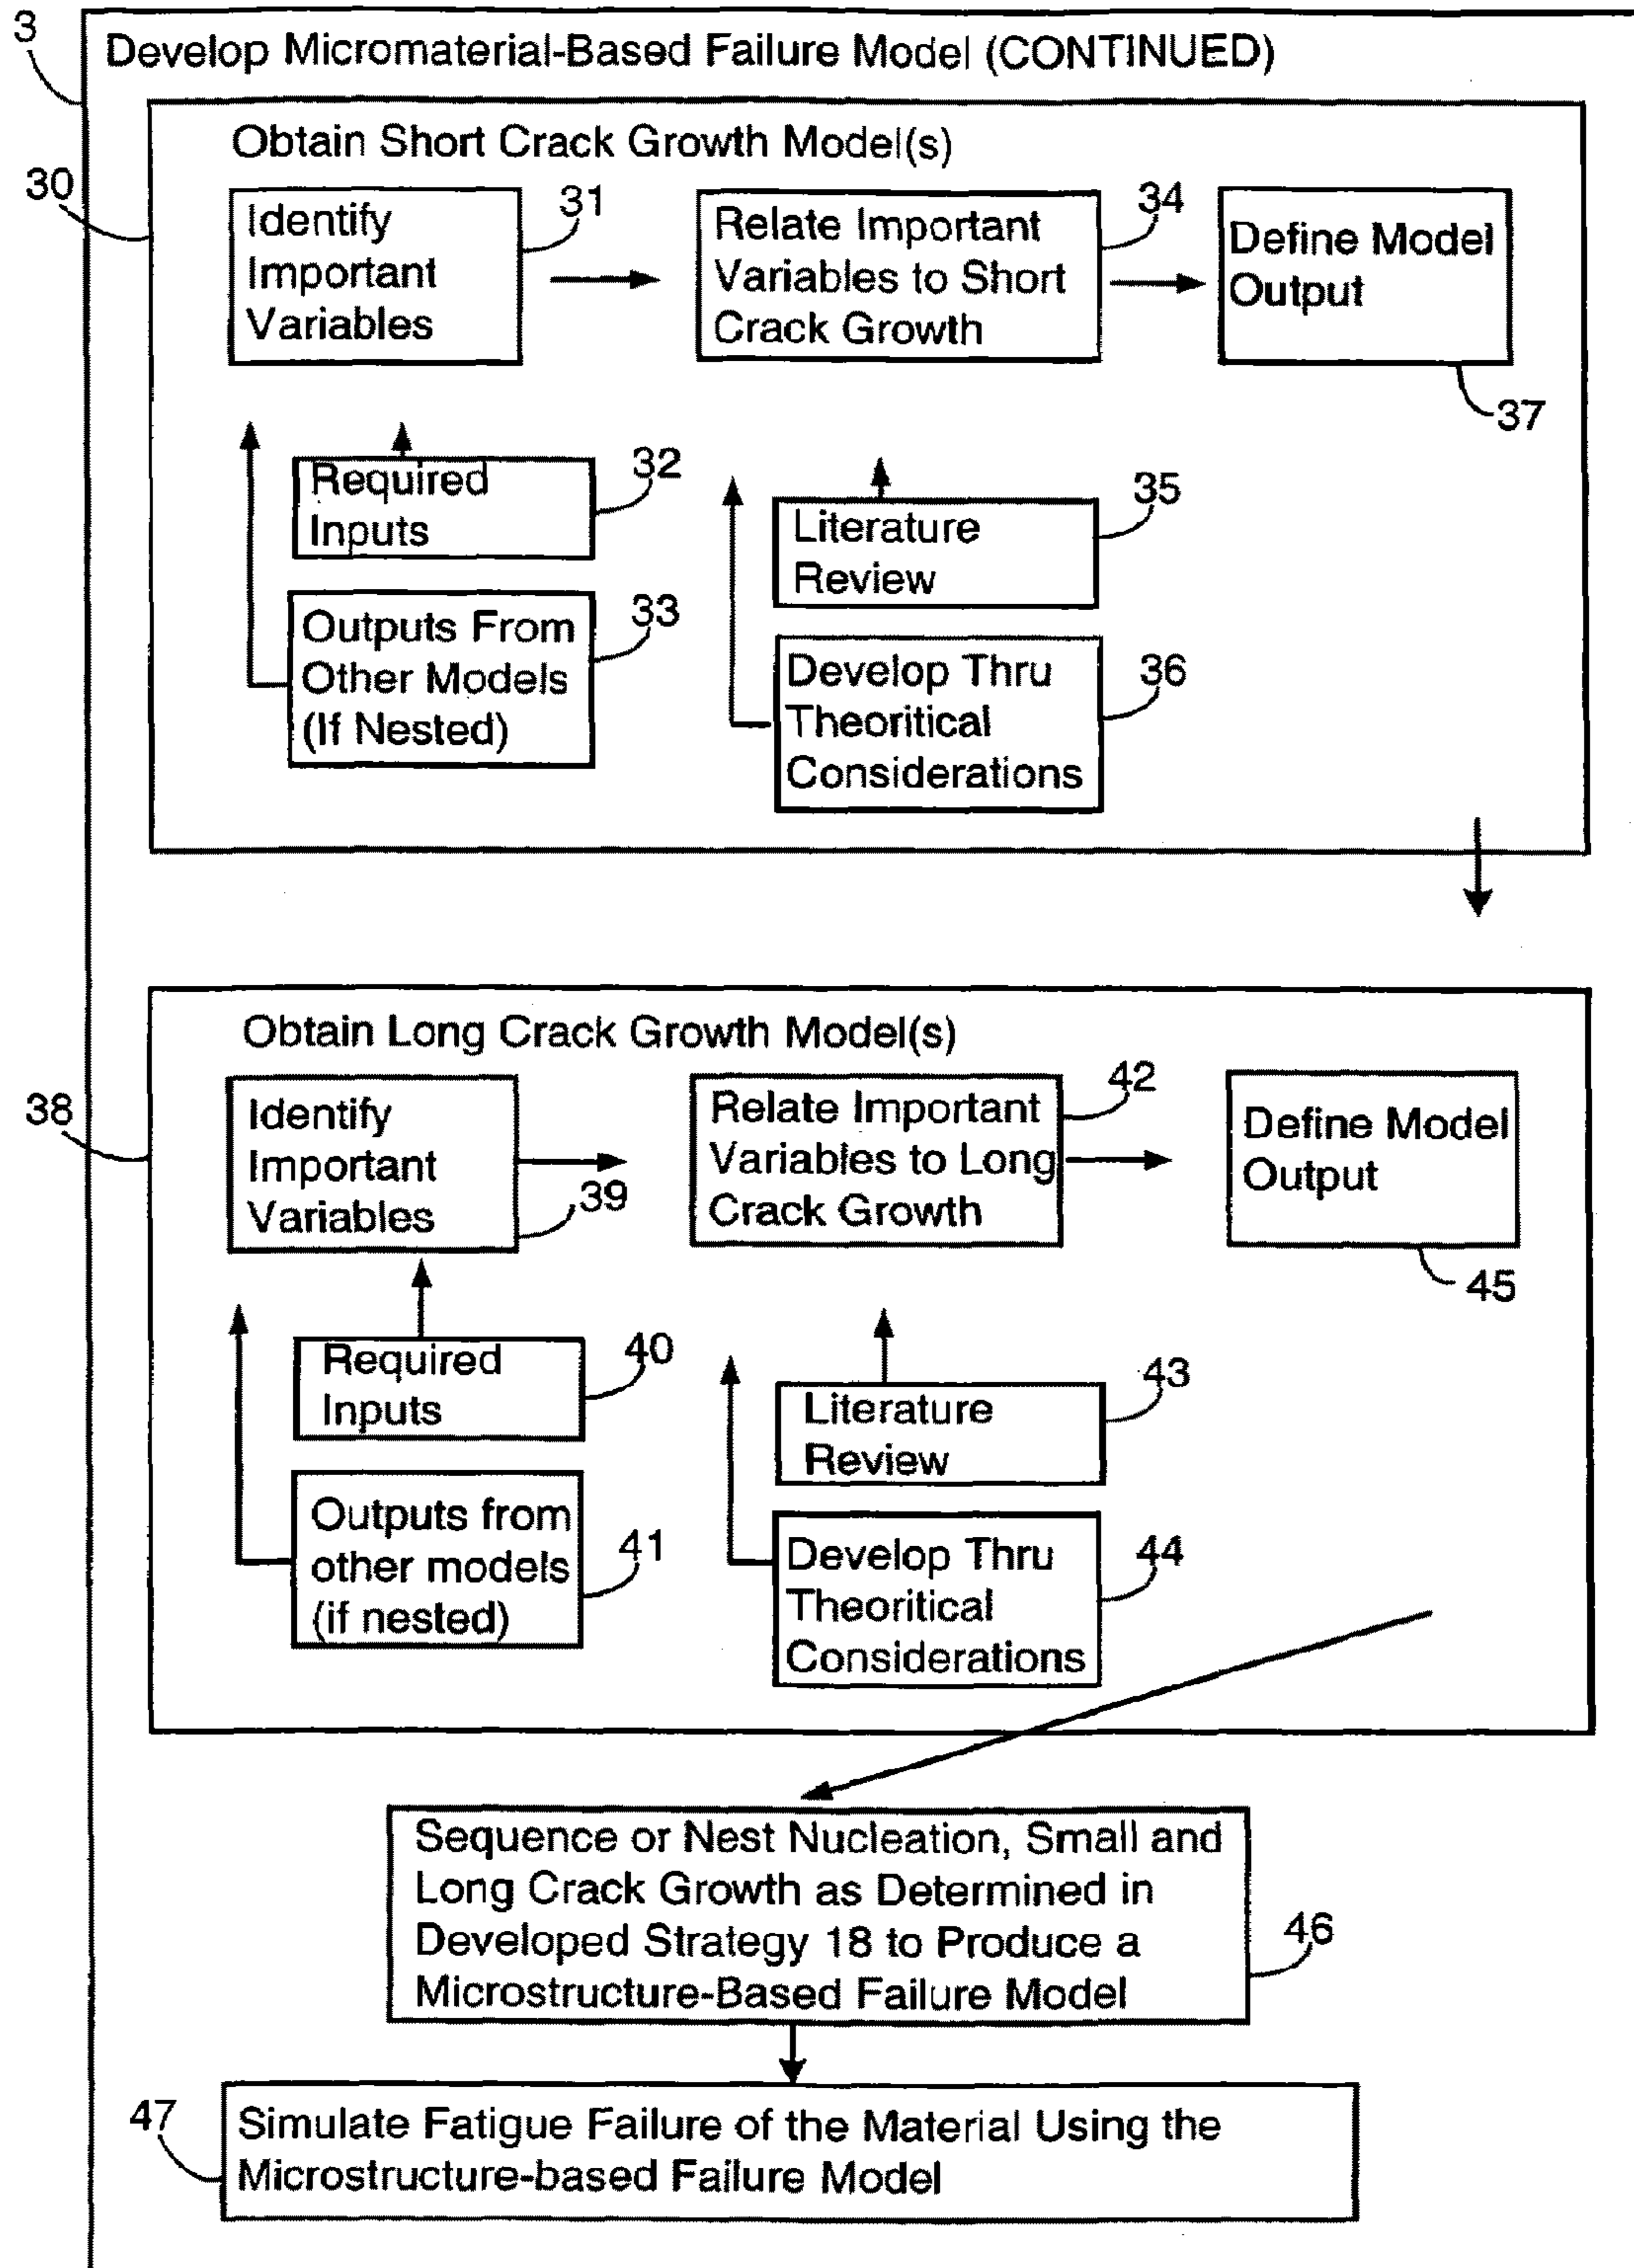 3
Develop Micromaterial-Based Failure Model (CONTINUED)
30
Obtain Short Crack Growth Model(s)
Identify
Important
Variables
31
Relate Important
Variables to Short
Crack Growth
34
Define Model
Output
37
Required
Inputs
32
Literature
Review
35
Outputs From
Other Models
(If Nested)
33
Develop Thru
Theoritical
Considerations
36
38
Obtain Long Crack Growth Model(s)
Identify
Important
Variables
39
Relate Important
Variables to Long
Crack Growth
42
Define Model
Output
45
Required
Inputs
40
Literature
Review
43
Outputs from
other models
(if nested)
41
Develop Thru
Theoritical
Considerations
44
Sequence or Nest Nucleation, Small and
Long Crack Growth as Determined in
Developed Strategy 18 to Produce a
Microstructure-Based Failure Model
46
47
Simulate Fatigue Failure of the Material Using the
Microstructure-based Failure Model